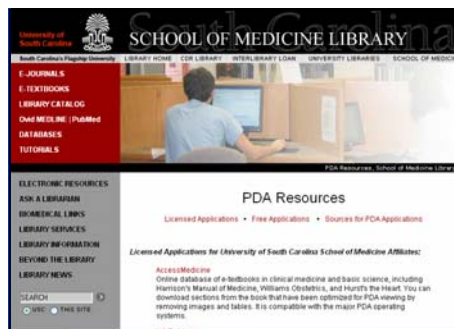 University of
South Carolina
SCHOOL OF MEDICINE LIBRARY
South Carolina's Flagship University
LIBRARY HOME CDR LIBRARY INTERLIBRARY LOAN UNIVERSITY LIBRARIES SCHOOL OF MEDICI
E-JOURNALS
E-TEXTBOOKS
LIBRARY CATALOG
Ovid MEDLINE | PubMed
DATABASES
TUTORIALS
PDA Resources, School of Medicine Librar
ELECTRONIC RESOURCES
ASK A LIBRARIAN
BIOMEDICAL LINKS
LIBRARY SERVICES
LIBRARY INFORMATION
BEYOND THE LIBRARY
LIBRARY NEWS
SEARCH
USC THIS SITE
PDA Resources
Licensed Applications • Free Applications • Sources for PDA Applications
Licensed Applications for University of South Carolina School of Medicine Affiliates:
AccessMedicine
Online database of e-textbooks in clinical medicine and basic science, including
Harrison's Manual of Medicine, Williams Obstetrics, and Hurst's the Heart. You can
download sections from the book that have been optimized for PDA viewing by
removing images and tables. It is compatible with the major PDA operating
systems.